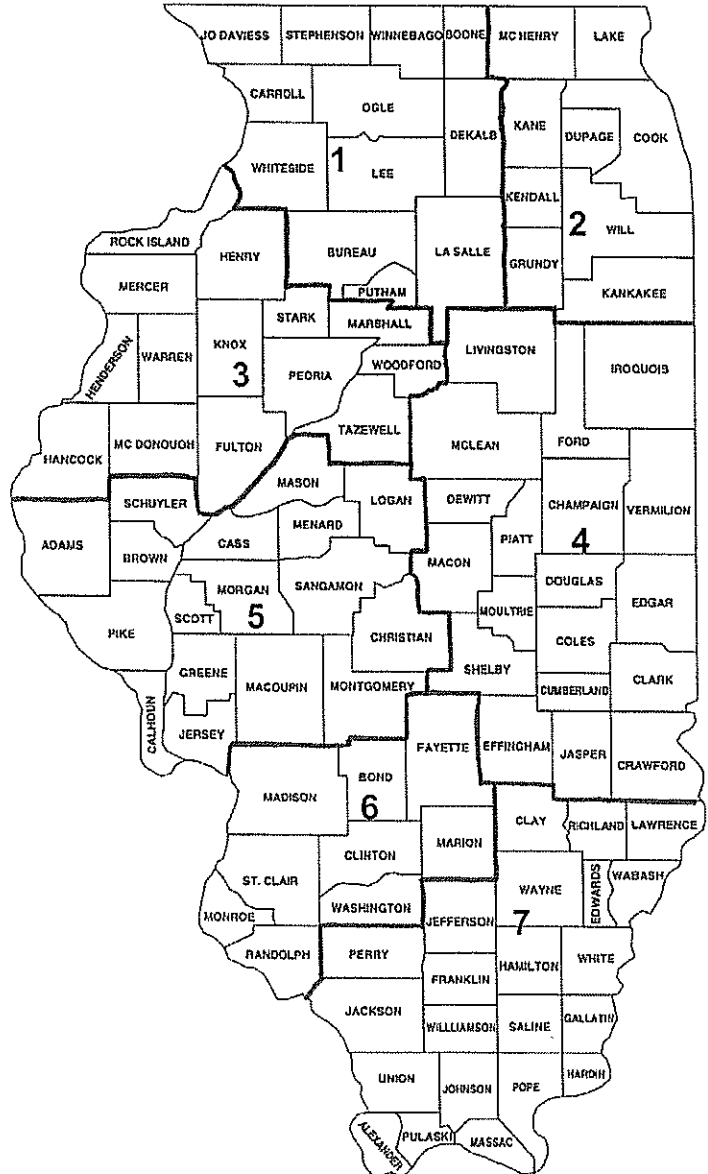 JO DAVIESS STEPHENSON WINNEBAGO BOONE MC HENRY LAKE
CARROLL OGLE KANE DUPAGE COOK
DEKALB
WHITESIDE 1 LEE
KENDALL 2 WILL
ROCK ISLAND HENRY BUREAU LA SALLE GRUNDY
MERCER PUTHAM KANKAKEE
STARK MARSHALL
HENDERSON WARREN KNOX 3 PEORIA WOODFORD LIVINGSTON IROQUOIS
HANCOCK MC DONOUGH FULTON TAZEWELL MCLEAN FORD
MASON
SCHUYLER LOGAN DEWITT CHAMPAIGN VERMILION
ADAMS BROWN CASS MENARD PIATT 4
MACON
PIKE SCOTT MORGAN 5 SANGAMON DOUGLAS EDGAR
MOULTRIE
CHRISTIAN COLES
GREENE SHELBY CLARK
CALHOUN JERSEY MACOUPIN MONTGOMERY CUMBERLAND
FAYETTE EFFINGHAM JASPER CRAWFORD
MADISON BOND
6 CLAY RICHLAND LAWRENCE
MARION
CLINTON
ST. CLAIR WAYNE EDWARDS WABASH
MONROE WASHINGTON JEFFERSON 7
RANDOLPH PERRY HAMILTON WHITE
FRANKLIN
JACKSON WILLLIAMSON SALINE GALLATIN
UNION JOHNSON POPE HARDIN
ALEXANDER PULASKI MASSAC